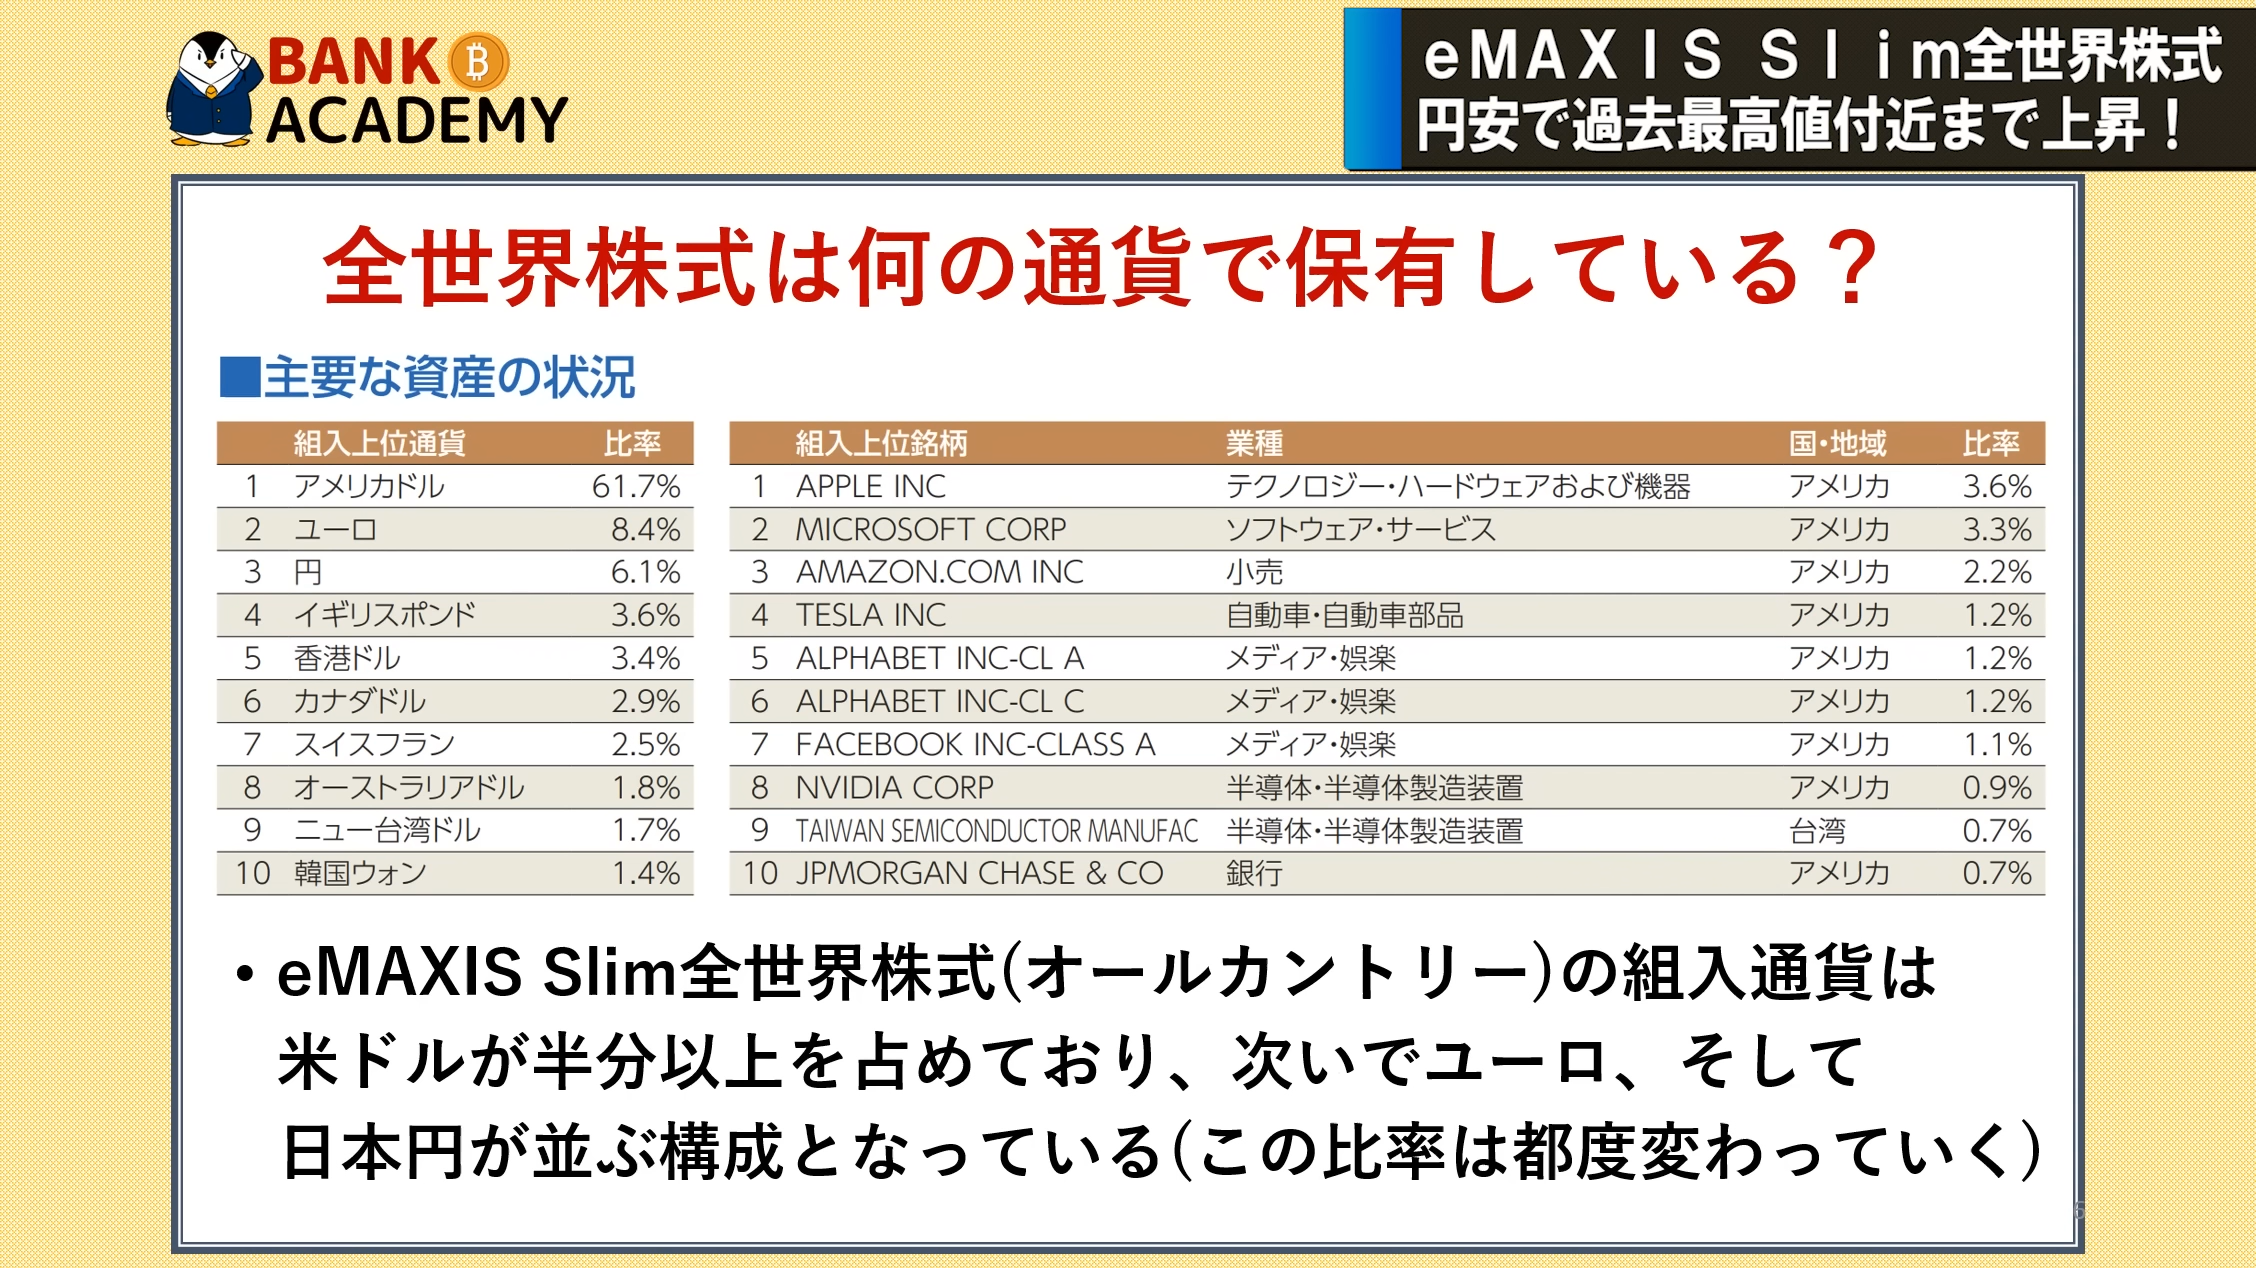 BANK
ACADEMY
eMAXIS Slim全世界株式
円安で過去最高値付近まで上昇！
全世界株式は何の通貨で保有している？
■主要な資産の状況
組入上位通貨 比率
1 アメリカドル 61.7%
2 ユーロ 8.4%
3 円 6.1%
4 イギリスポンド 3.6%
5 香港ドル 3.4%
6 カナダドル 2.9%
7 スイスフラン 2.5%
8 オーストラリアドル 1.8%
9 ニュー台湾ドル 1.7%
10 韓国ウォン 1.4%
組入上位銘柄 業種 国・地域 比率
1 APPLE INC テクノロジー・ハードウェアおよび機器 アメリカ 3.6%
2 MICROSOFT CORP ソフトウェア・サービス アメリカ 3.3%
3 AMAZON.COM INC 小売 アメリカ 2.2%
4 TESLA INC 自動車・自動車部品 アメリカ 1.2%
5 ALPHABET INC-CL A メディア・娯楽 アメリカ 1.2%
6 ALPHABET INC-CL C メディア・娯楽 アメリカ 1.2%
7 FACEBOOK INC-CLASS A メディア・娯楽 アメリカ 1.1%
8 NVIDIA CORP 半導体・半導体製造装置 アメリカ 0.9%
9 TAIWAN SEMICONDUCTOR MANUFAC 半導体・半導体製造装置 台湾 0.7%
10 JPMORGAN CHASE & CO 銀行 アメリカ 0.7%
・eMAXIS Slim全世界株式(オールカントリー)の組入通貨は
米ドルが半分以上を占めており、次いでユーロ、そして
日本円が並ぶ構成となっている(この比率は都度変わっていく)
6